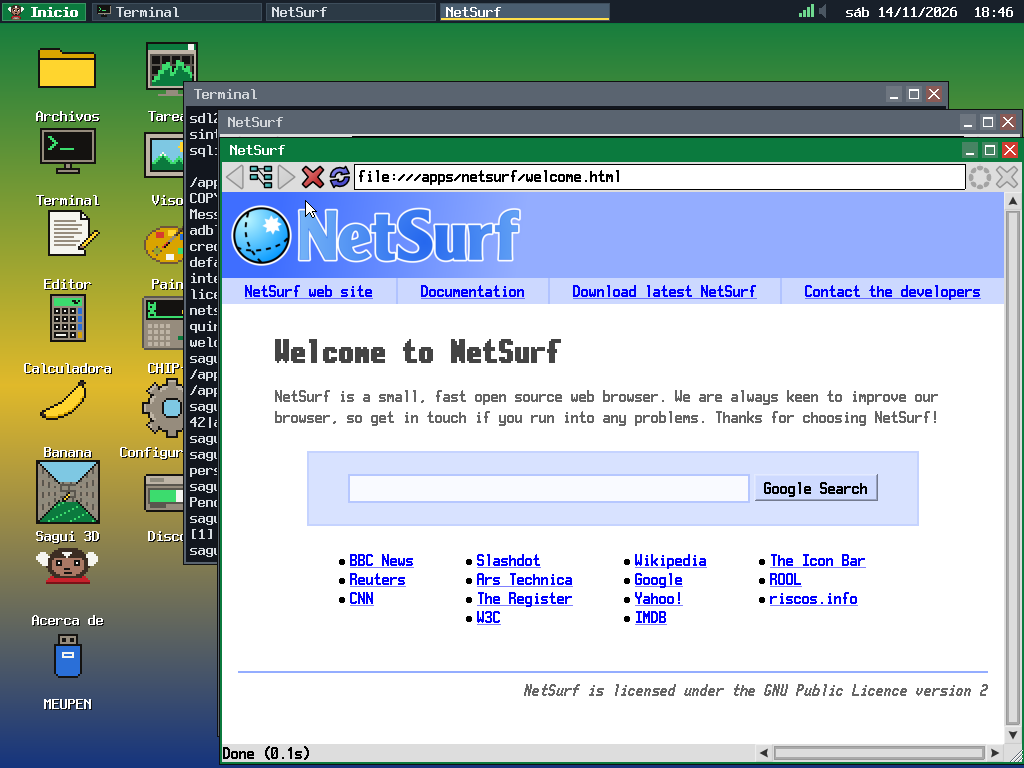 Inicio Terminal NetSurf NetSurf sáb 14/11/2026 18:46
Archivos
Terminal
Editor
Calculadora
Banana
Sagui 3D
Acerca de
MEUPEN
Terminal
NetSurf
NetSurf
file:///apps/netsurf/welcome.html
NetSurf
NetSurf web site Documentation Download latest NetSurf Contact the developers
Welcome to NetSurf
NetSurf is a small, fast open source web browser. We are always keen to improve our
browser, so get in touch if you run into any problems. Thanks for choosing NetSurf!
Google Search
BBC News
Reuters
CNN
Slashdot
Ars Technica
The Register
W3C
Wikipedia
Google
Yahoo!
IMDB
The Icon Bar
ROOL
riscos.info
NetSurf is licensed under the GNU Public Licence version 2
Done (0.1s)